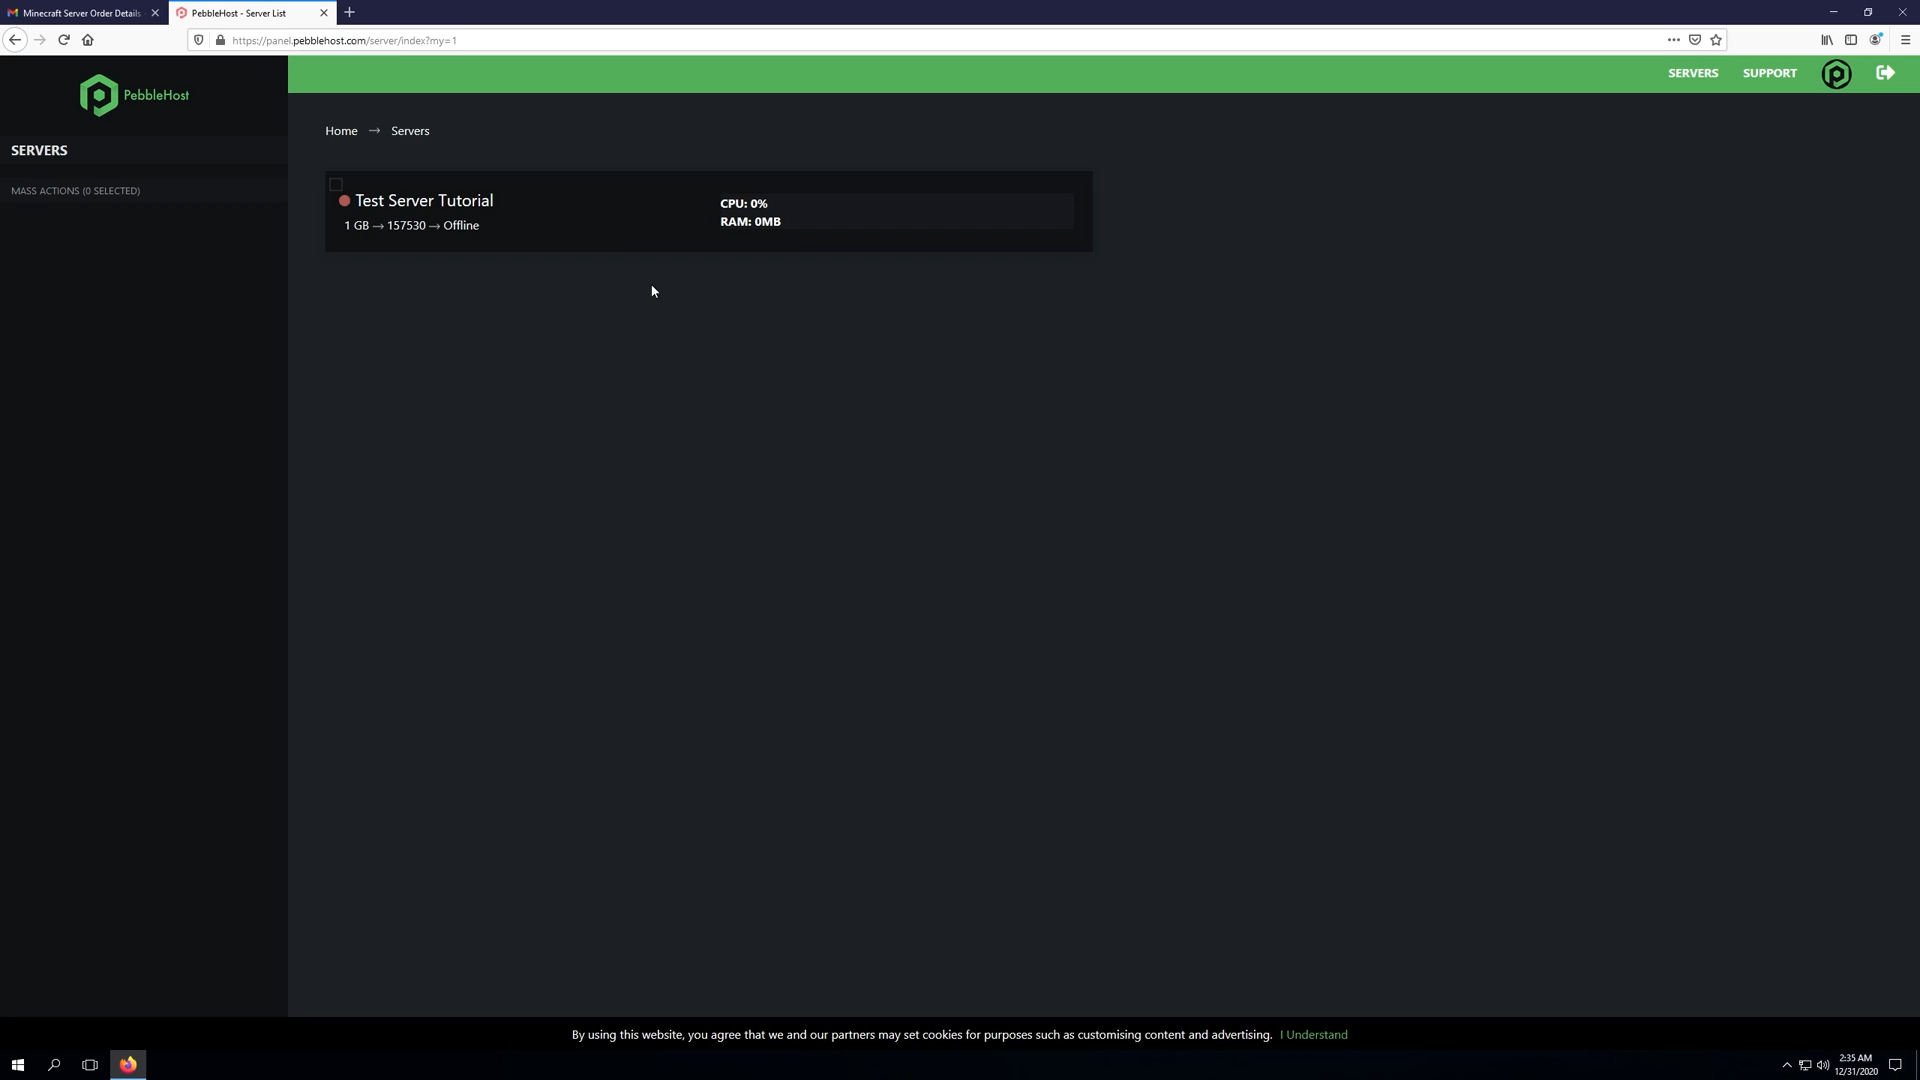 Minecraft Server Order Details
PebbleHost - Server List
https://panel.pebblehost.com/server/index?my=1
PebbleHost
SERVERS
SUPPORT
Home → Servers
SERVERS
MASS ACTIONS (0 SELECTED)
Test Server Tutorial
1 GB → 157530 → Offline
CPU: 0%
RAM: 0MB
By using this website, you agree that we and our partners may set cookies for purposes such as customising content and advertising. I Understand
2:35 AM
12/31/2020